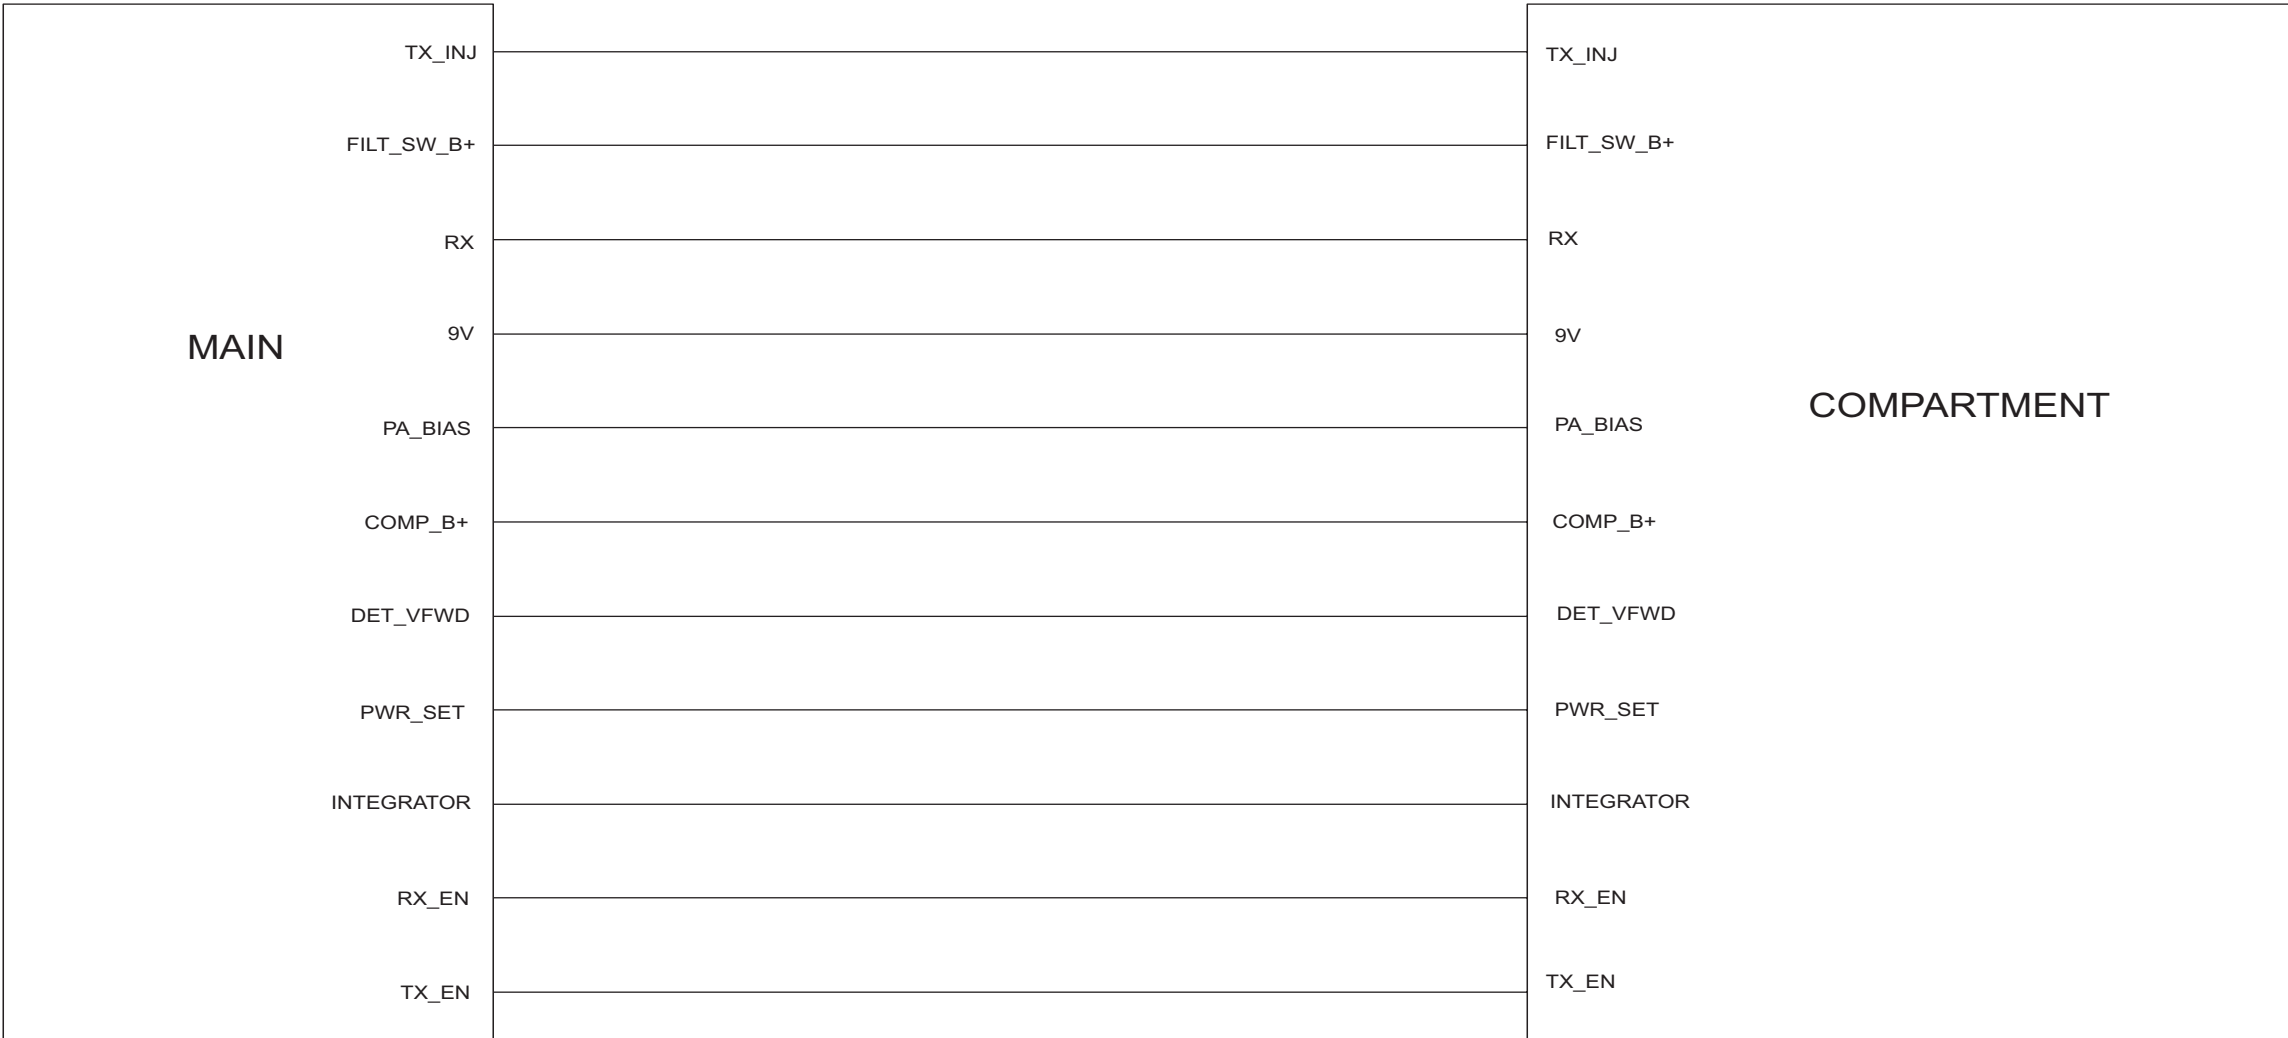 TX_INJ
TX_INJ
FILT_SW_B+
FILT_SW_B+
RX
RX
9V
9V
MAIN
COMPARTMENT
PA_BIAS
PA_BIAS
COMP_B+
COMP_B+
DET_VFWD
DET_VFWD
PWR_SET
PWR_SET
INTEGRATOR
INTEGRATOR
RX_EN
RX_EN
TX_EN
TX_EN